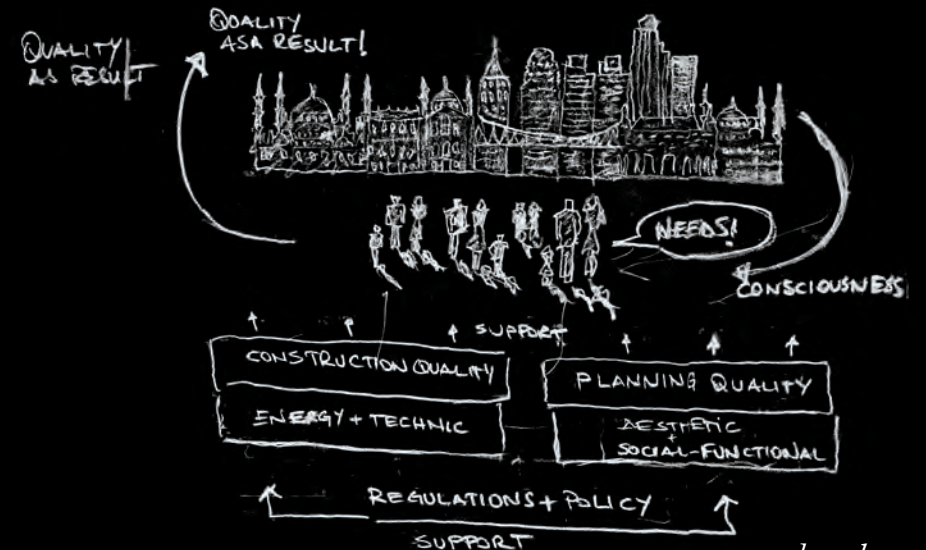 QUALITY
AS RESULT
QUALITY
AS A RESULT!
NEEDS!
CONSCIOUSNESS
SUPPORT
CONSTRUCTION QUALITY
PLANNING QUALITY
ENERGY + TECHNIC
AESTHETIC
+
SOCIAL-FUNCTIONAL
REGULATIONS + POLICY
SUPPORT